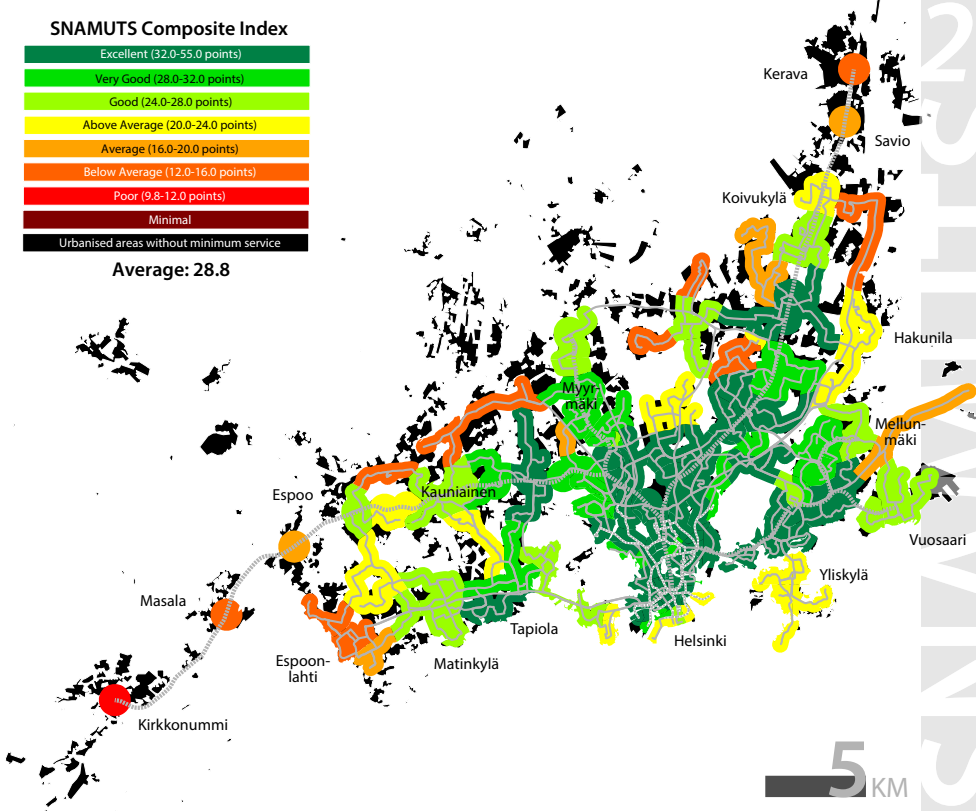 SNAMUTS Composite Index
Excellent (32.0-55.0 points)
Very Good (28.0-32.0 points)
Good (24.0-28.0 points)
Above Average (20.0-24.0 points)
Average (16.0-20.0 points)
Below Average (12.0-16.0 points)
Poor (9.8-12.0 points)
Minimal
Urbanised areas without minimum service
Average: 28.8
Kerava
Savio
Koivukylä
Hakunila
Myyr-
mäki
Mellun-
mäki
Kauniainen
Espoo
Vuosaari
Yliskylä
Masala
Tapiola
Helsinki
Espoon-
lahti
Matinkylä
Kirkkonummi
5 KM